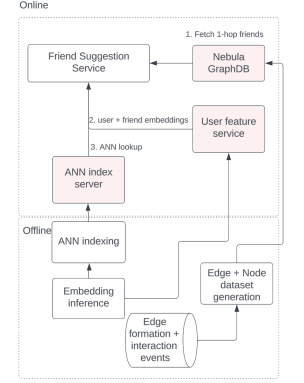 Online
1. Fetch 1-hop friends
Friend Suggestion
Service
Nebula
GraphDB
2. user + friend embeddings
User feature
service
3. ANN lookup
ANN index
server
Offline
ANN indexing
Embedding
inference
Edge + Node
dataset
generation
Edge
formation +
interaction
events